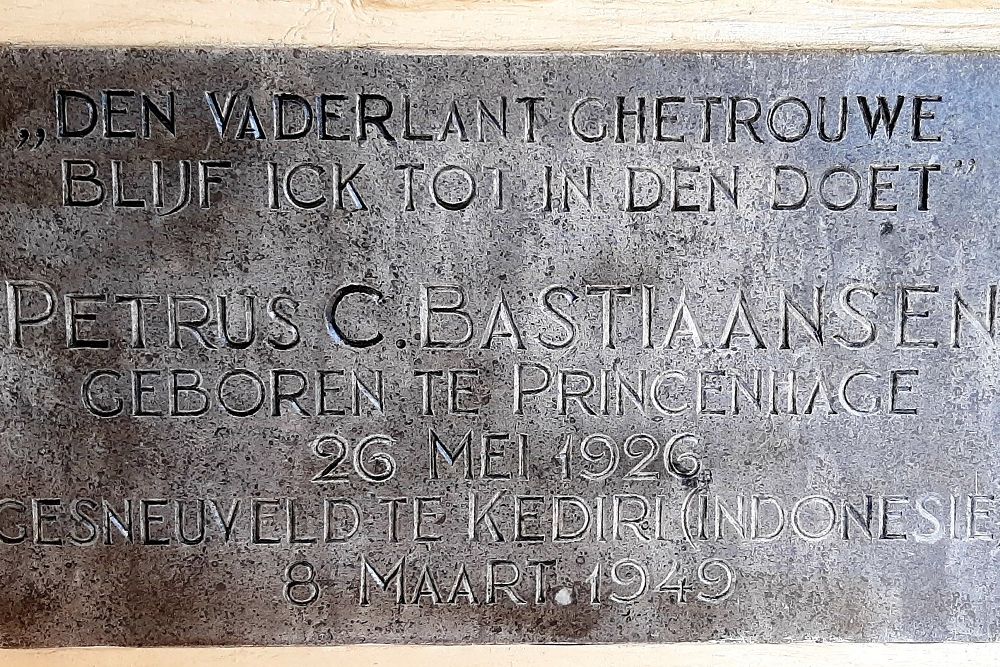 „DEN VADERLANT GHETROUWE
BLIJF ICK TOT IN DEN DOET”
PETRUS C. BASTIAANSEN
GEBOREN TE PRINCENHAGE
26 MEI 1926
GESNEUVELD TE KEDIRI (INDONESIE)
8 MAART 1949